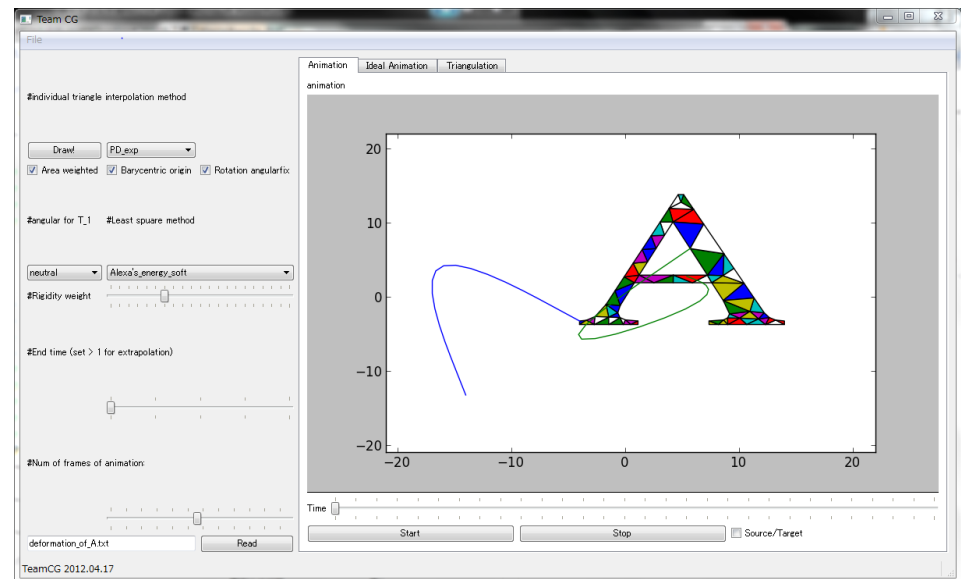 Team CG
File
Animation Ideal Animation Triangulation
animation
#individual triangle interpolation method
Draw! PD_exp
Area weighted Barycentric origin Rotation angularfix
#angular for T_1 #Least spuare method
neutral Alexa's_energy_soft
#Rigidity weight
#End time (set > 1 for extrapolation)
#Num of frames of animation:
deformation_of_A.txt Read
20
10
0
−10
−20
−20 −10 0 10 20
Time
Start Stop Source/Target
TeamCG 2012.04.17